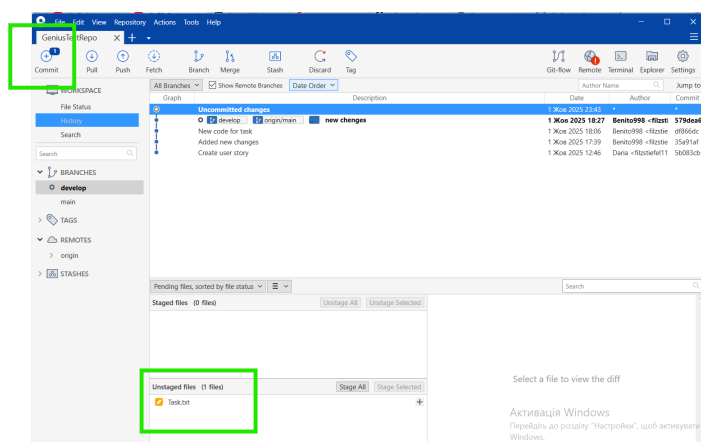 File Edit View Repository Actions Tools Help
GeniusTestRepo
1
Commit Pull Push Fetch Branch Merge Stash Discard Tag Git-flow Remote Terminal Explorer Settings
WORKSPACE
File Status
History
Search
Search
BRANCHES
develop
main
TAGS
REMOTES
origin
STASHES
All Branches Show Remote Branches Date Order Author Name Jump to
Graph Description Date Author Commit
Uncommitted changes 1 Жов 2025 23:43 * *
develop origin/main new chenges 1 Жов 2025 18:27 Benito998 <filzsti 579dea6
New code for task 1 Жов 2025 18:06 Benito998 <filzstie df866dc
Added new changes 1 Жов 2025 17:39 Benito998 <filzstie 35a91af
Create user story 1 Жов 2025 12:46 Daria <filzstiefel11 5b083cb
Pending files, sorted by file status Search
Staged files (0 files) Unstage All Unstage Selected
Unstaged files (1 files) Stage All Stage Selected
Task.txt
Select a file to view the diff
Активація Windows
Перейдіть до розділу "Настройки", щоб активувати
Windows.